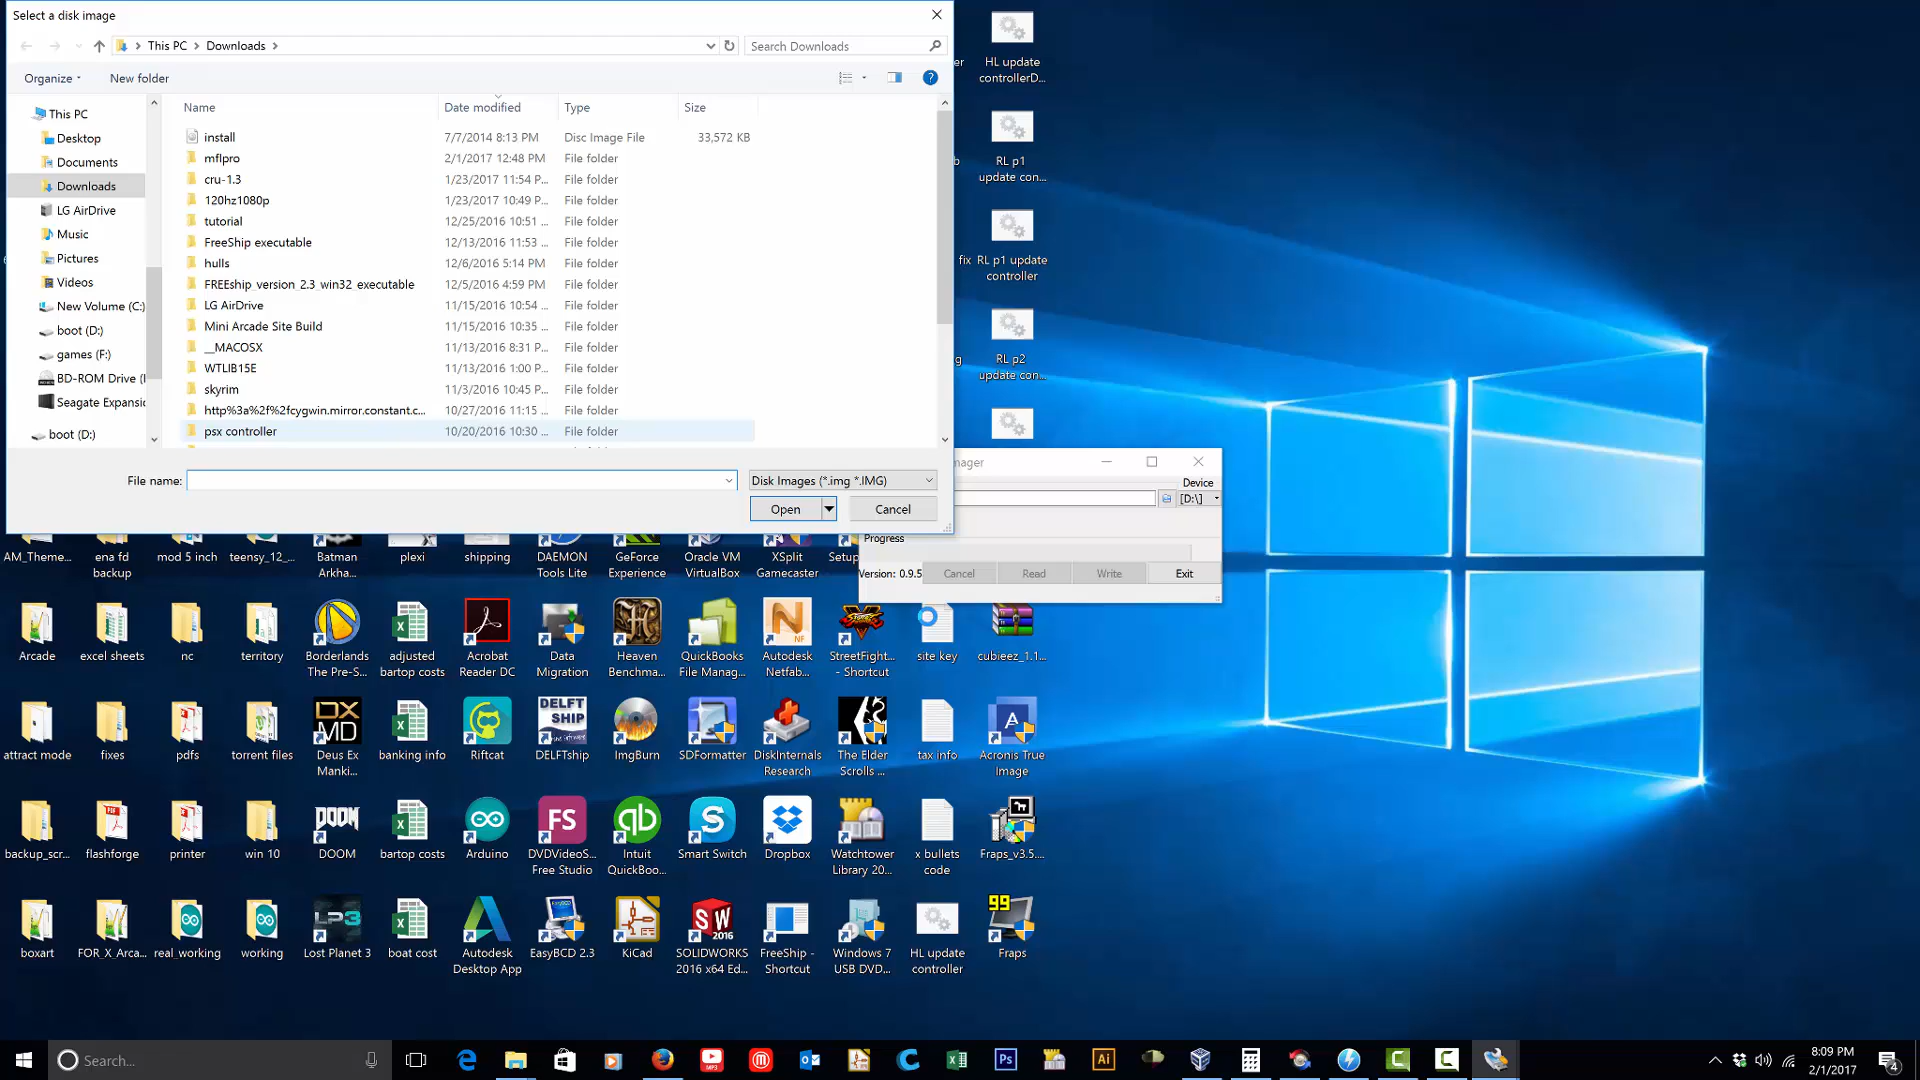 Select a disk image
This PC
Downloads
Search Downloads
Organize
New folder
Name
Date modified
Type
Size
This PC
Desktop
Documents
Downloads
LG AirDrive
Music
Pictures
Videos
New Volume (C:)
boot (D:)
games (F:)
BD-ROM Drive (
Seagate Expansi
boot (D:)
install 7/7/2014 8:13 PM Disc Image File 33,572 KB
mflpro 2/1/2017 12:48 PM File folder
cru-1.3 1/23/2017 11:54 P... File folder
120hz1080p 1/23/2017 10:49 P... File folder
tutorial 12/25/2016 10:51 ... File folder
FreeShip executable 12/13/2016 11:53 ... File folder
hulls 12/6/2016 5:14 PM File folder
FREEship_version_2.3_win32_executable 12/5/2016 4:59 PM File folder
LG AirDrive 11/15/2016 10:54 ... File folder
Mini Arcade Site Build 11/15/2016 10:35 ... File folder
__MACOSX 11/13/2016 8:31 P... File folder
WTLIB15E 11/13/2016 1:00 P... File folder
skyrim 11/3/2016 10:45 P... File folder
http%3a%2f%2fcygwin.mirror.constant.c... 10/27/2016 11:15 ... File folder
psx controller 10/20/2016 10:30 ... File folder
File name:
Disk Images (*.img *.IMG)
Open
Cancel
HL update
controllerD...
RL p1
update con...
fix
RL p1 update
controller
RL p2
update con...
mager
Device
[D:\]
Progress
Version: 0.9.5
Cancel
Read
Write
Exit
AM_Theme...
ena fd
backup
mod 5 inch
teensy_12_...
Batman
Arkha...
plexi
shipping
DAEMON
Tools Lite
GeForce
Experience
Oracle VM
VirtualBox
XSplit
Gamecaster
Setup
Arcade
excel sheets
nc
territory
Borderlands
The Pre-S...
adjusted
bartop costs
Acrobat
Reader DC
Data
Migration
Heaven
Benchma...
QuickBooks
File Manag...
Autodesk
Netfab...
StreetFight...
- Shortcut
site key
cubieez_1.1...
attract mode
fixes
pdfs
torrent files
DX
MD
Deus Ex
Manki...
banking info
Riftcat
DELFT
SHIP
DELFTship
ImgBurn
SDFormatter
DiskInternals
Research
The Elder
Scrolls ...
tax info
Acronis True
Image
backup_scr...
flashforge
printer
win 10
DOOM
DOOM
bartop costs
Arduino
FS
DVDVideoS...
Free Studio
Intuit
QuickBoo...
Smart Switch
Dropbox
Watchtower
Library 20...
x bullets
code
Fraps_v3.5....
boxart
FOR_X_Arca...
real_working
working
LP3
Lost Planet 3
boat cost
Autodesk
Desktop App
EasyBCD 2.3
KiCad
SW
2016
SOLIDWORKS
2016 x64 Ed...
FreeShip -
Shortcut
Windows 7
USB DVD...
HL update
controller
99
Fraps
Search...
8:09 PM
2/1/2017
4